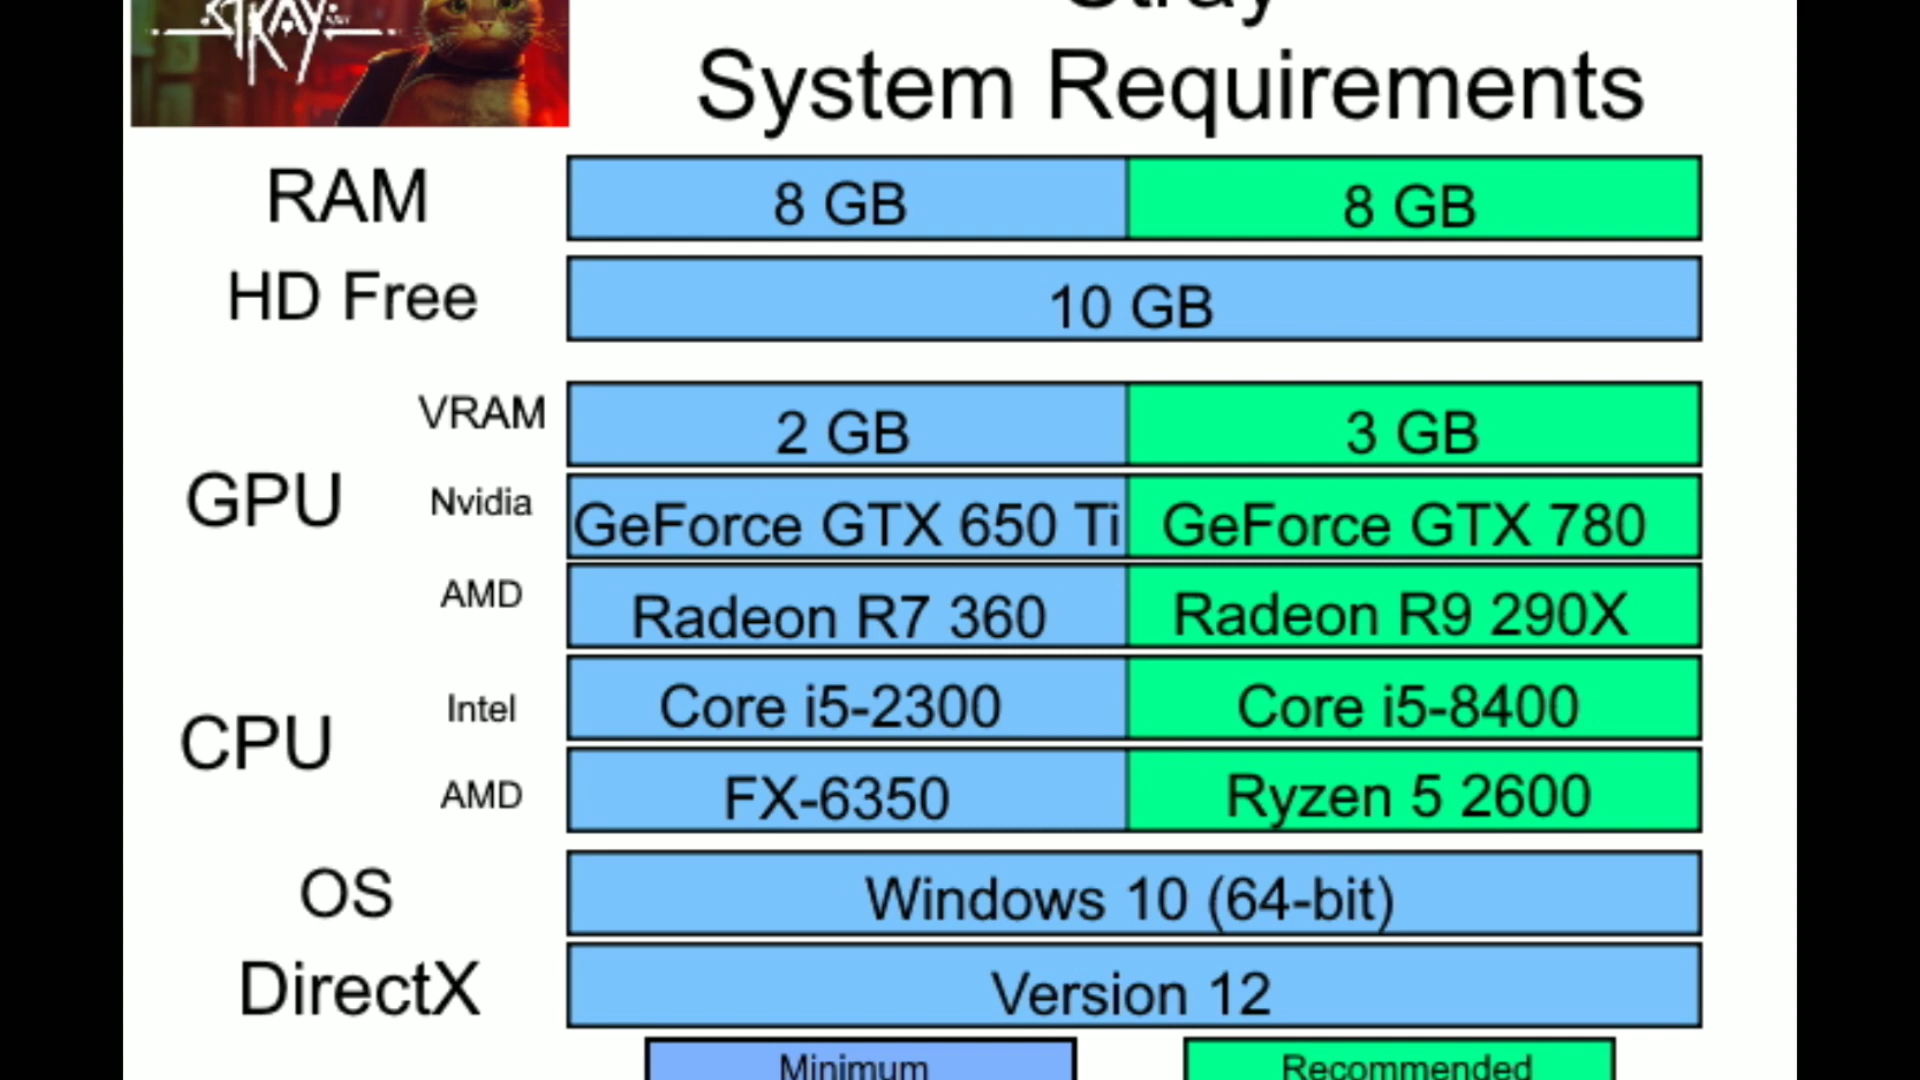 STRAY
Stray
System Requirements
RAM
8 GB
8 GB
HD Free
10 GB
GPU
VRAM
2 GB
3 GB
Nvidia
GeForce GTX 650 Ti
GeForce GTX 780
AMD
Radeon R7 360
Radeon R9 290X
CPU
Intel
Core i5-2300
Core i5-8400
AMD
FX-6350
Ryzen 5 2600
OS
Windows 10 (64-bit)
DirectX
Version 12
Minimum
Recommended